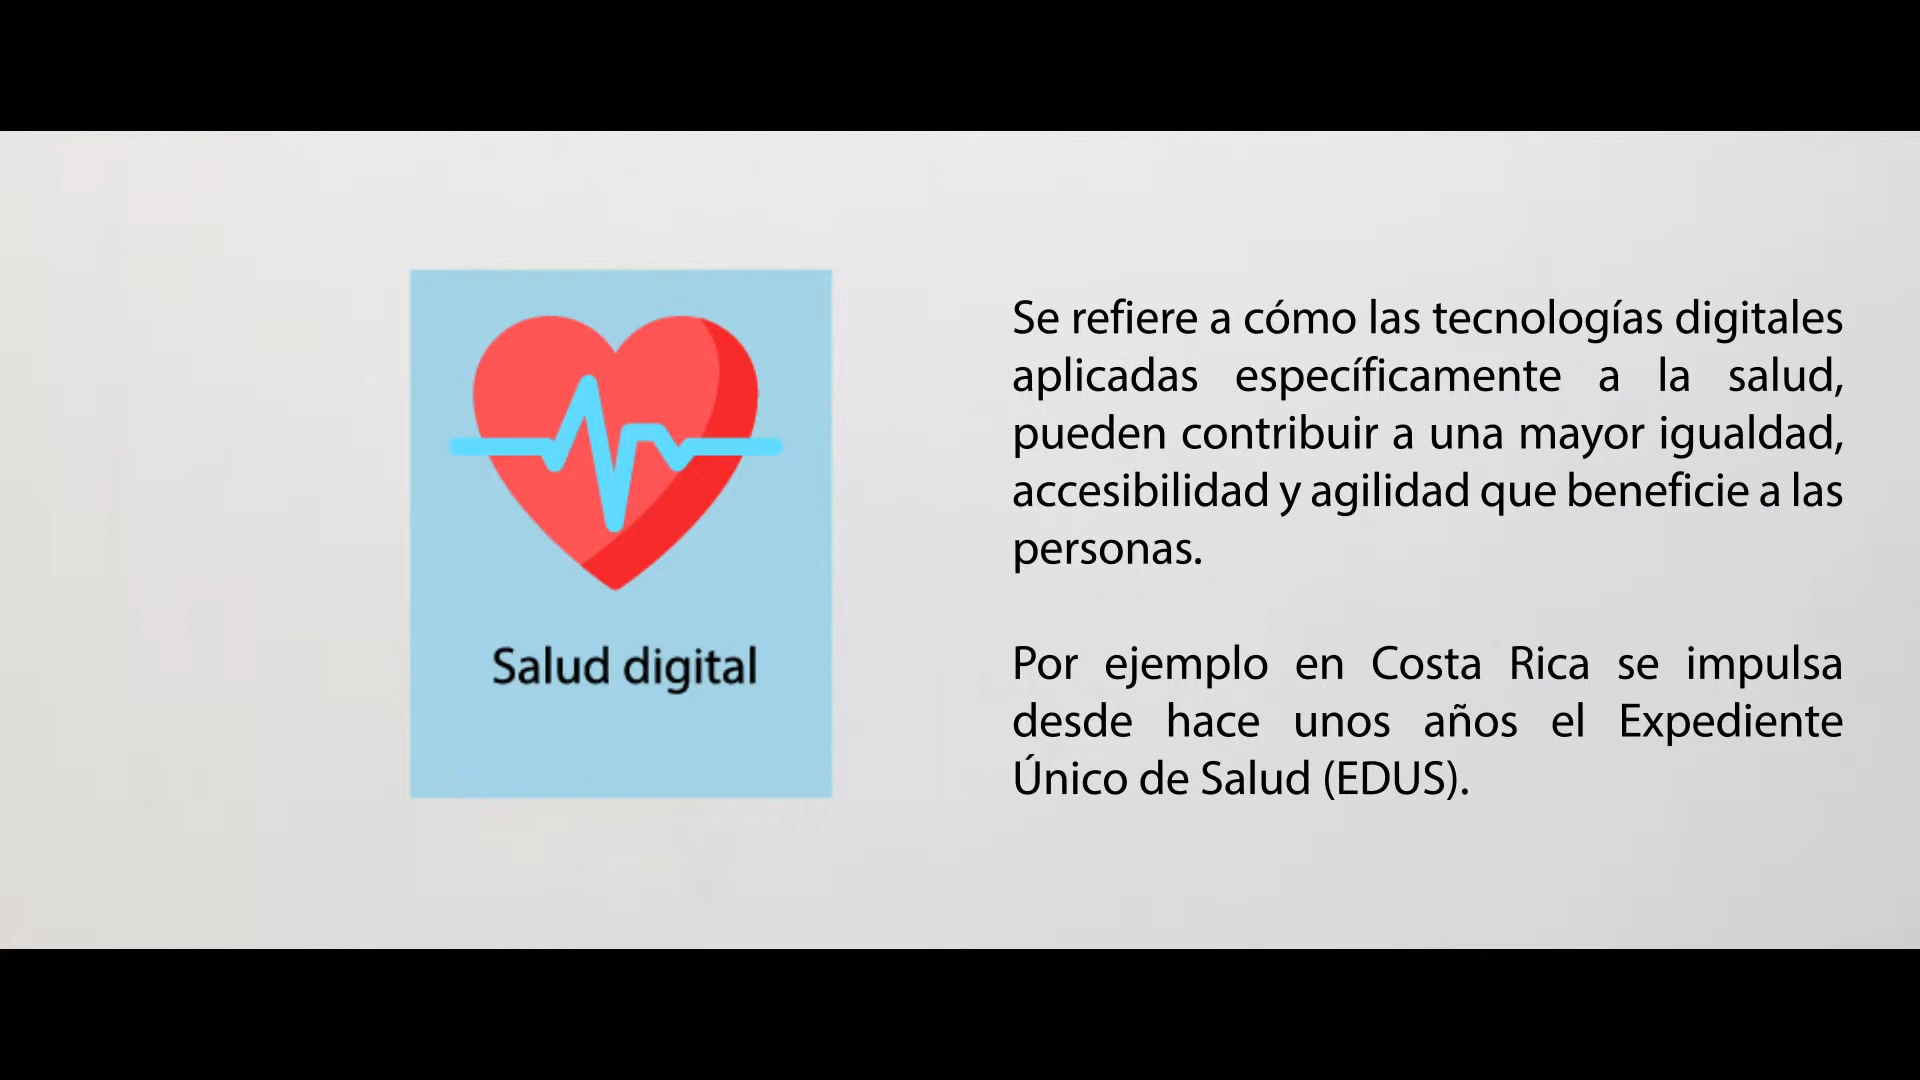 Salud digital
Se refiere a cómo las tecnologías digitales
aplicadas específicamente a la salud,
pueden contribuir a una mayor igualdad,
accesibilidad y agilidad que beneficie a las
personas.
Por ejemplo en Costa Rica se impulsa
desde hace unos años el Expediente
Único de Salud (EDUS).